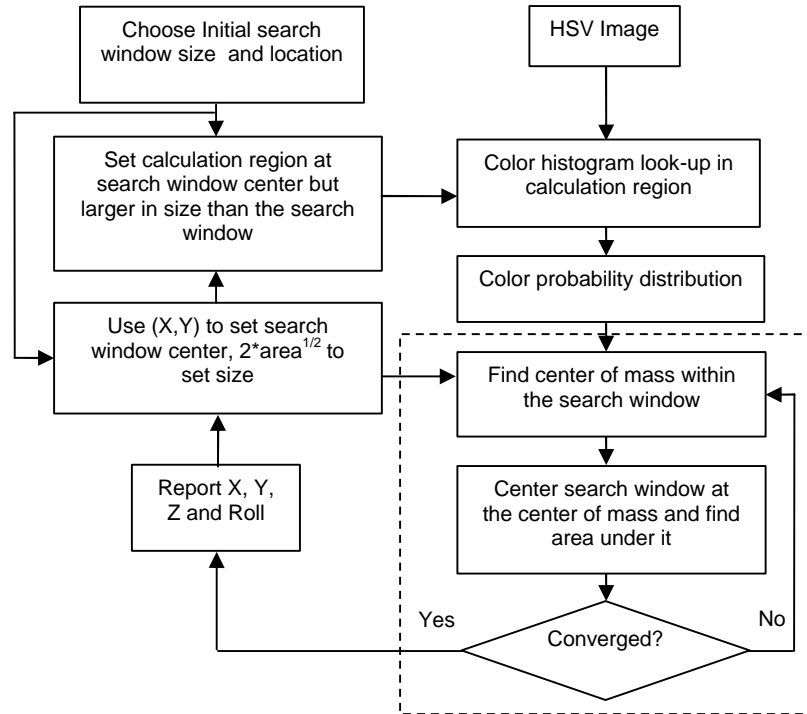 Choose Initial search
window size and location
HSV Image
Set calculation region at
search window center but
larger in size than the search
window
Color histogram look-up in
calculation region
Color probability distribution
Use (X,Y) to set search
window center, 2*area^1/2 to
set size
Find center of mass within
the search window
Report X, Y,
Z and Roll
Center search window at
the center of mass and find
area under it
Yes
Converged?
No